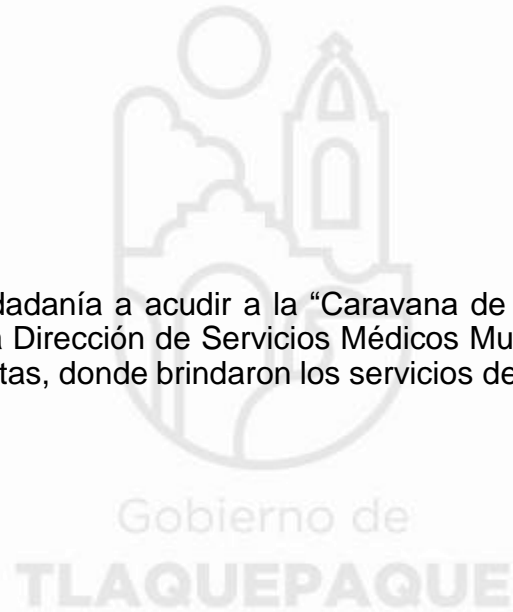 dadanía a acudir a la “Caravana de
a Dirección de Servicios Médicos Mu
tas, donde brindaron los servicios de
Gobierno de
TLAQUEPAQUE